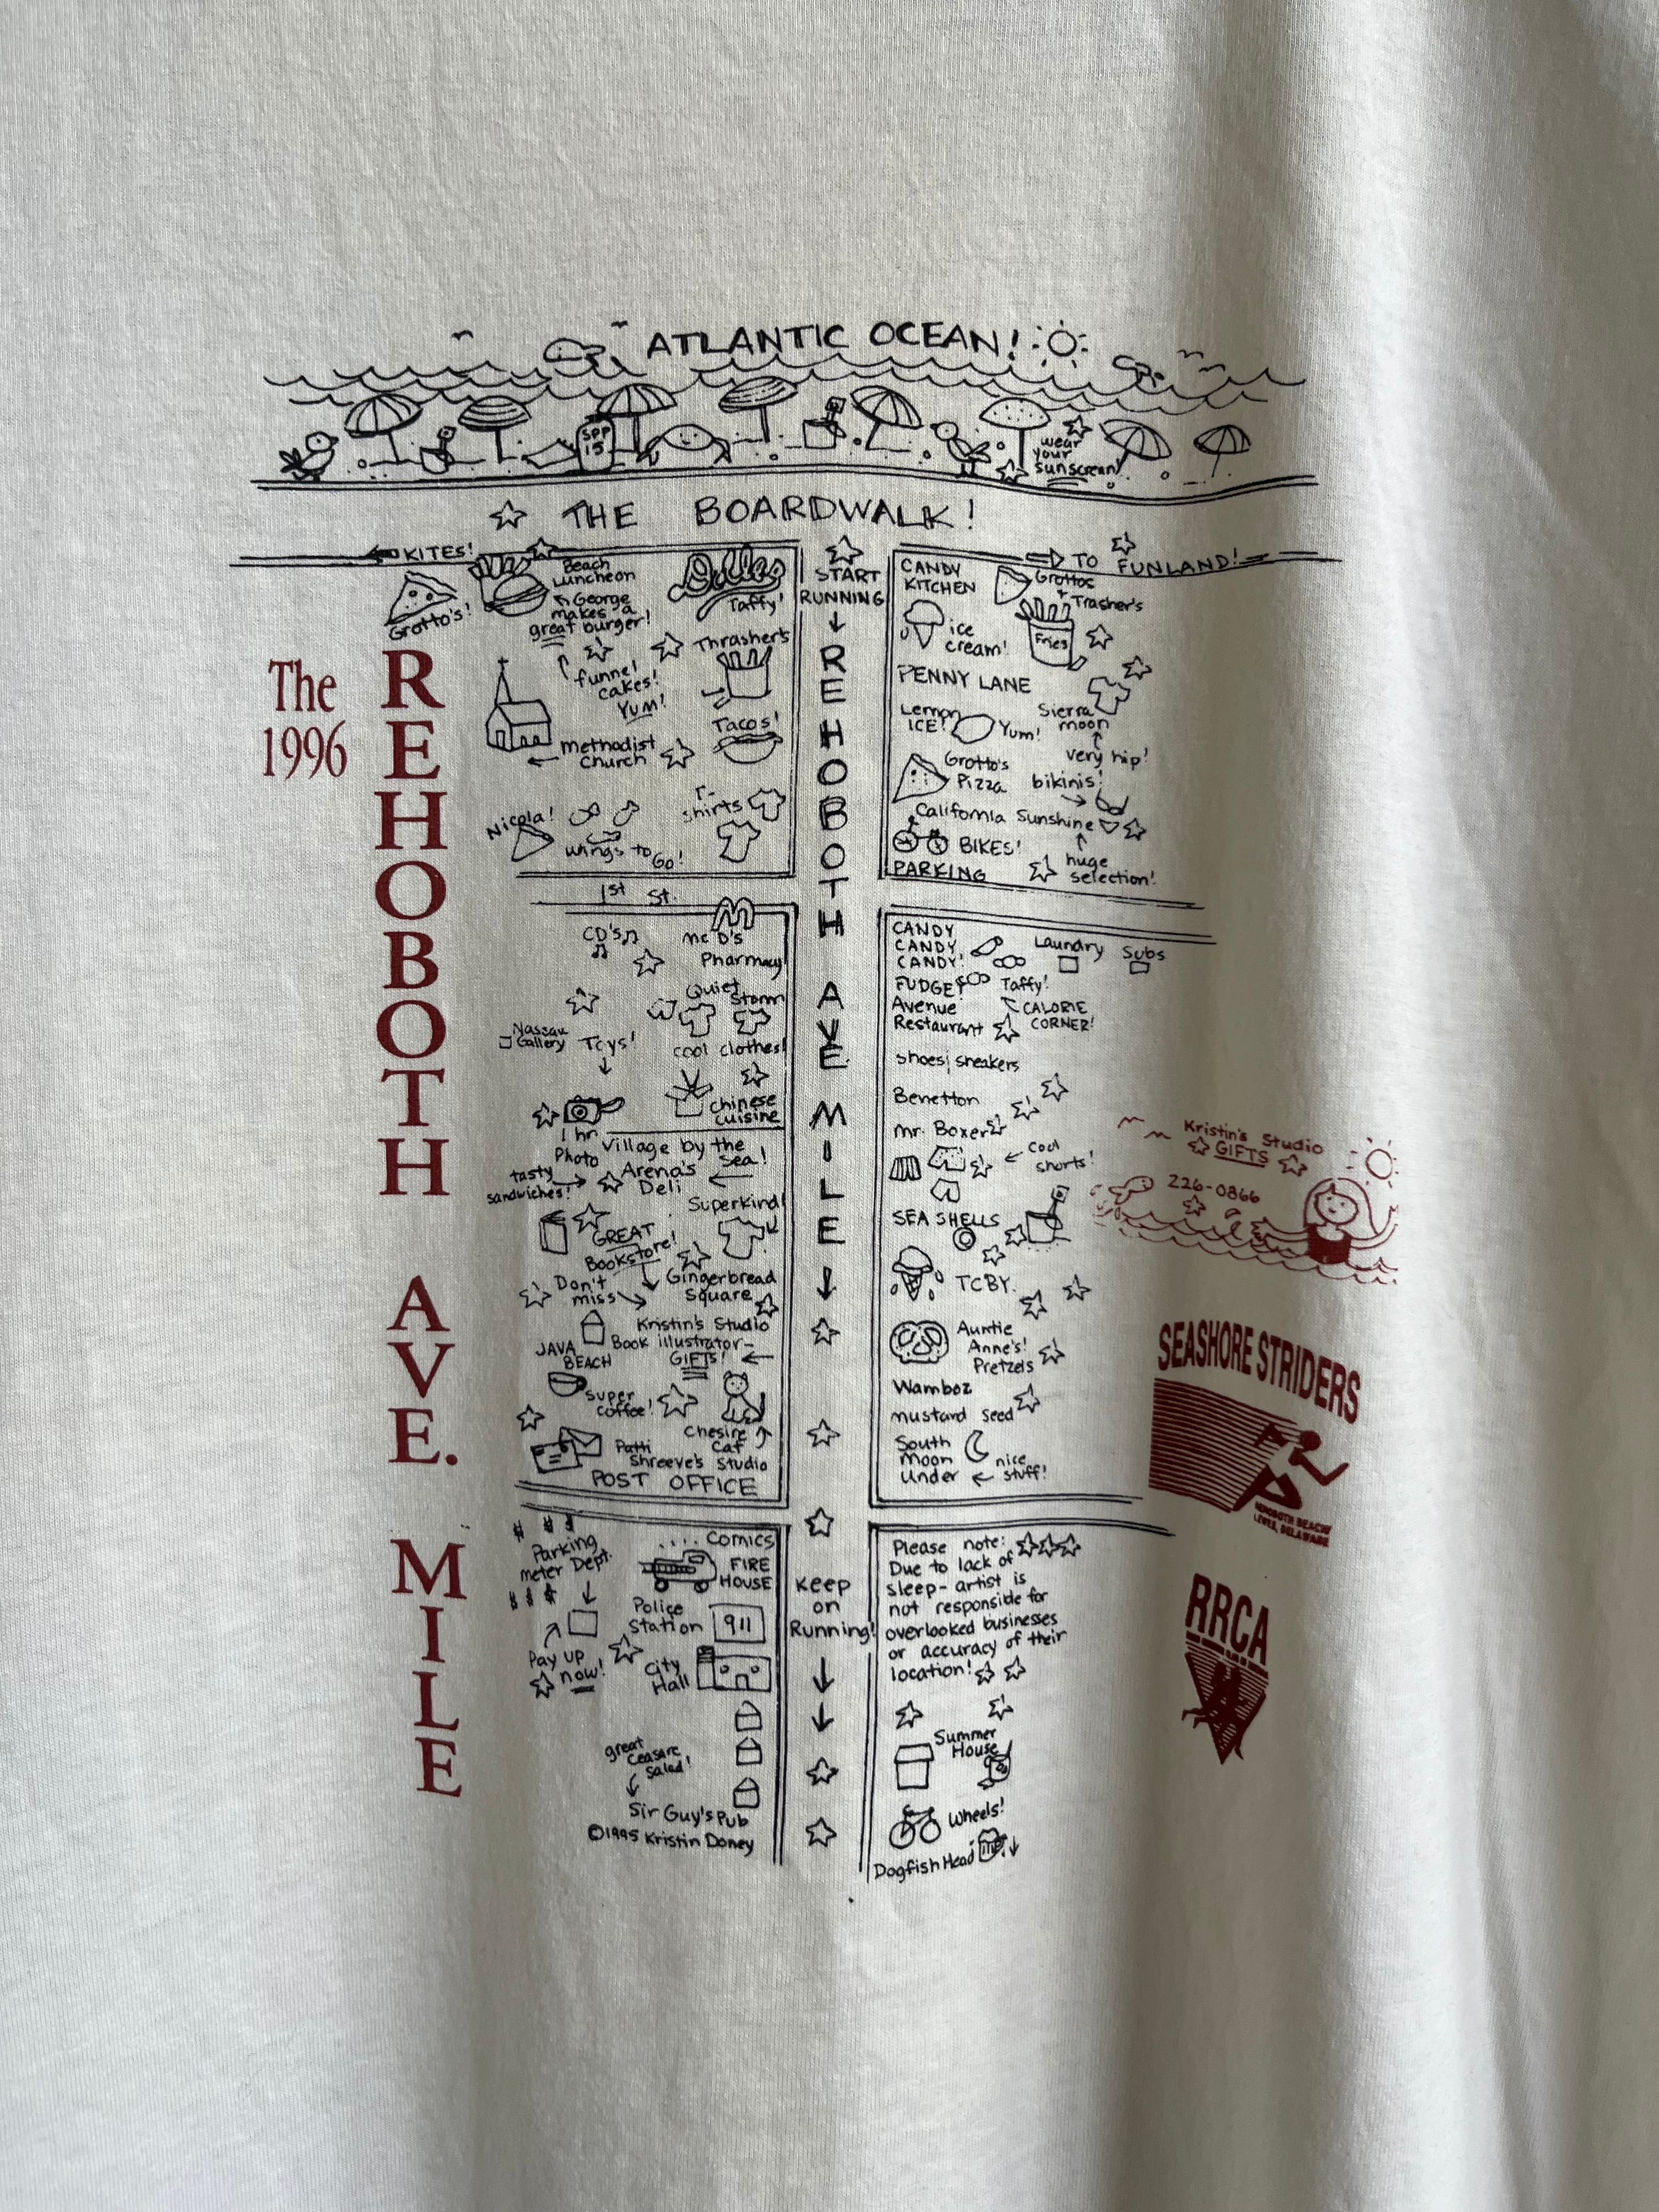 ATLANTIC OCEAN!
SPF
15
wear
your
sunscreen!
THE BOARDWALK!
KITES!
TO FUNLAND!
The
1996
REHOBOTH AVE. MILE
Grotto's!
Beach
Luncheon
George
makes a
great burger!
Dolles
Taffy!
funnel
cakes!
YUM!
Thrasher's
Tacos!
methodist
church
T-
shirts
Nicola!
wings to Go!
START
RUNNING
REHOBOTH AVE MILE
CANDY
KITCHEN
Grottos
&
Trasher's
Fries
ice
cream!
PENNY LANE
Lemon
ICE!
Yum!
Sierra
moon
very hip!
Grotto's
Pizza
bikinis!
California Sunshine
BIKES!
huge
selection!
PARKING
1st St.
CD's
Mc D's
Pharmacy
Quiet
Storm
cool clothes!
Nassau
Gallery
Toys!
Chinese
Cuisine
1 hr
Photo
Village by the
Sea!
tasty
sandwiches!
Arena's
Deli
Superkind!
GREAT
Bookstore!
Don't
miss
Gingerbread
Square
Kristin's Studio
Book illustrator-
GIFTS!
JAVA
BEACH
super
coffee!
Chesire
Cat
Patti
Shreeve's Studio
POST OFFICE
CANDY
CANDY
CANDY!
Laundry
Subs
FUDGE!
Taffy!
Avenue
Restaurant
CALORIE
CORNER!
shoes, sneakers
Benetton
Mr. Boxers
cool
shorts!
SEA SHELLS
TCBY.
Auntie
Anne's!
Pretzels
Wamboz
mustard seed
South
Moon
Under
nice
stuff!
Kristin's Studio
GIFTS
226-0866
SEASHORE STRIDERS
REHOBOTH BEACH/
LEWES, DELAWARE
RRCA
$ $ $
Parking
meter Dept.
$ $ $
Pay up
now!
.... Comics
FIRE
HOUSE
Police
Station
911
City
Hall
great
Ceasare
Salad!
Sir Guy's Pub
©1995 Kristin Doney
Keep
on
Running!
Please note:
Due to lack of
sleep- artist is
not responsible for
overlooked businesses
or accuracy of their
location!
Summer
House
Wheels!
Dogfish Head